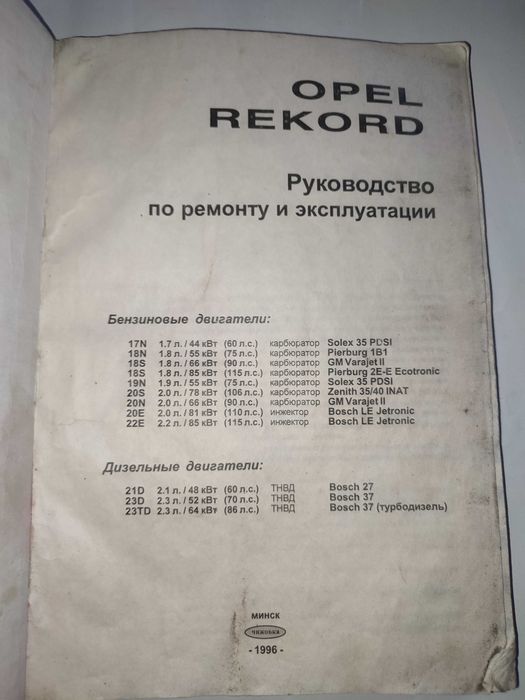 OPEL
REKORD
Руководство
по ремонту и эксплуатации
Бензиновые двигатели:
17N 1.7 л. / 44 кВт (60 л.с.) карбюратор Solex 35 PDSI
18N 1.8 л. / 55 кВт (75 л.с.) карбюратор Pierburg 1B1
18S 1.8 л. / 66 кВт (90 л.с.) карбюратор GM Varajet II
18S 1.8 л. / 85 кВт (115 л.с.) карбюратор Pierburg 2E-E Ecotronic
19N 1.9 л. / 55 кВт (75 л.с.) карбюратор Solex 35 PDSI
20S 2.0 л. / 78 кВт (106 л.с.) карбюратор Zenith 35/40 INAT
20N 2.0 л. / 66 кВт (90 л.с.) карбюратор GM Varajet II
20E 2.0 л. / 81 кВт (110 л.с.) инжектор Bosch LE Jetronic
22E 2.2 л. / 85 кВт (115 л.с.) инжектор Bosch LE Jetronic
Дизельные двигатели:
21D 2.1 л. / 48 кВт (60 л.с.) ТНВД Bosch 27
23D 2.3 л. / 52 кВт (70 л.с.) ТНВД Bosch 37
23TD 2.3 л. / 64 кВт (86 л.с.) ТНВД Bosch 37 (турбодизель)
МИНСК
ЧИЖОВКА
- 1996 -